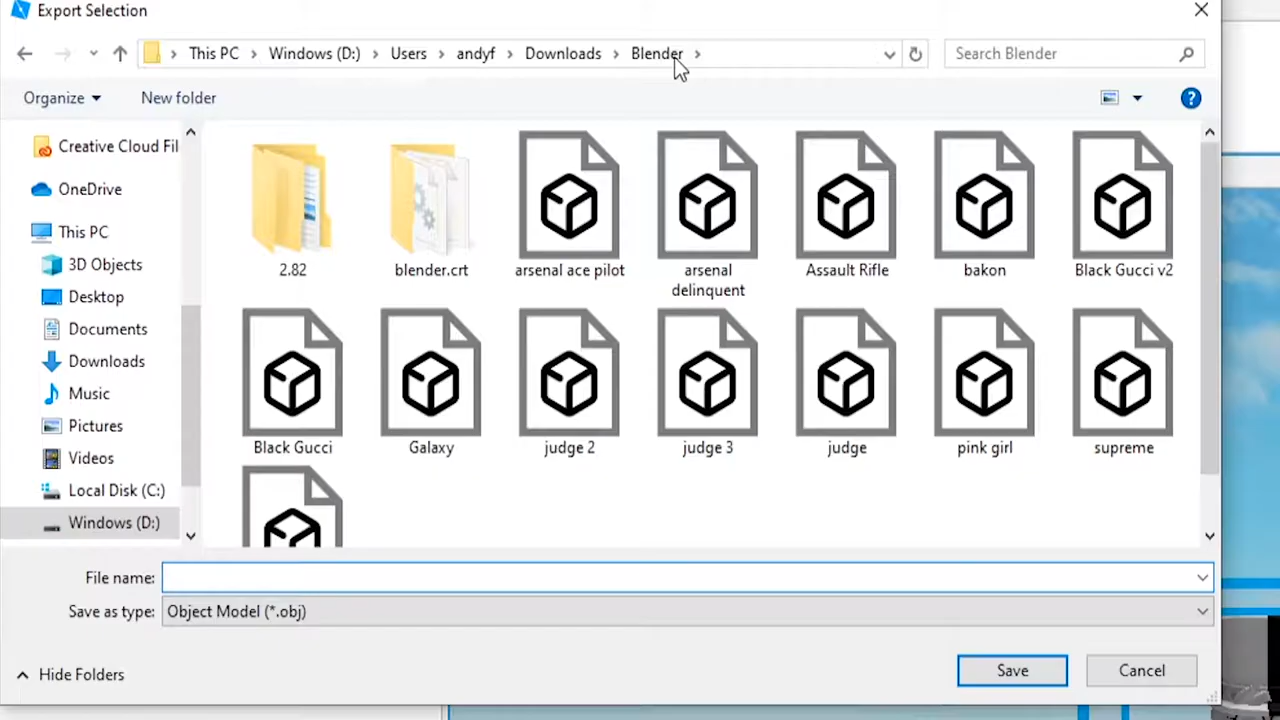 Export Selection
This PC
Windows (D:)
Users
andyf
Downloads
Blender
Search Blender
Organize
New folder
Creative Cloud Fil
OneDrive
This PC
3D Objects
Desktop
Documents
Downloads
Music
Pictures
Videos
Local Disk (C:)
Windows (D:)
2.82
blender.crt
arsenal ace pilot
arsenal
delinquent
Assault Rifle
bakon
Black Gucci v2
Black Gucci
Galaxy
judge 2
judge 3
judge
pink girl
supreme
File name:
Save as type:
Object Model (*.obj)
Hide Folders
Save
Cancel